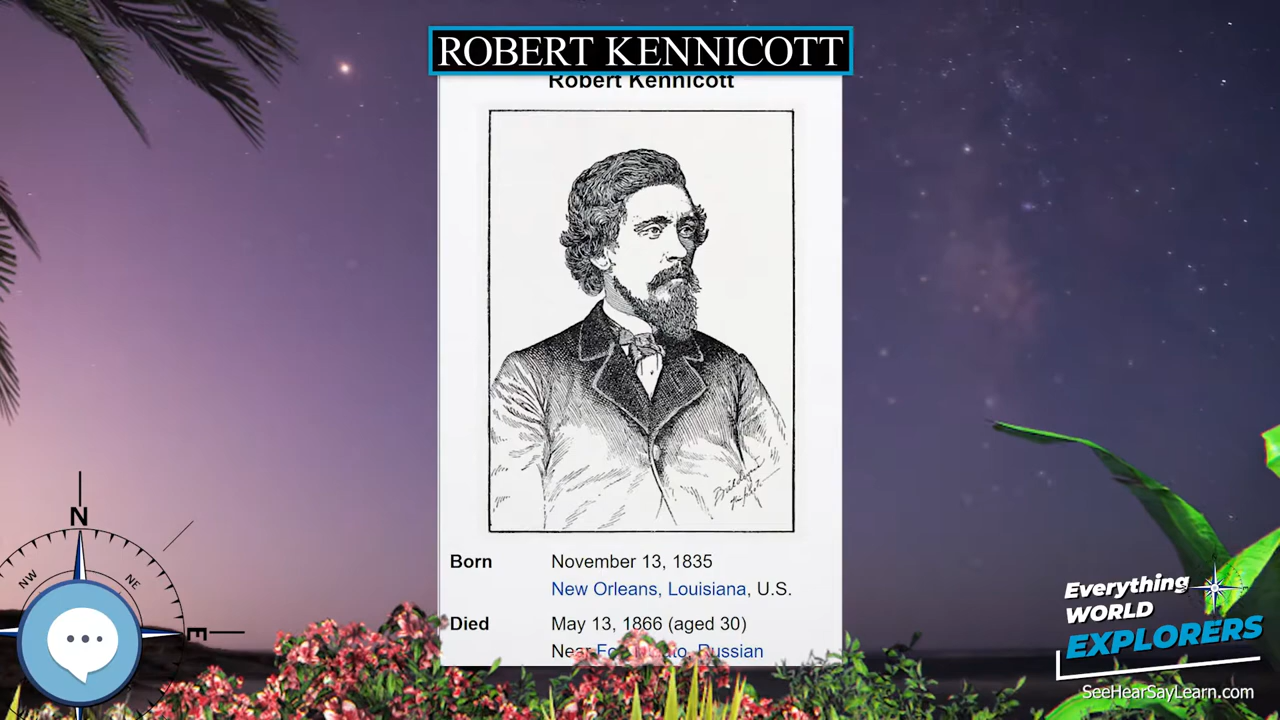 ROBERT KENNICOTT
Robert Kennicott
Born November 13, 1835
New Orleans, Louisiana, U.S.
Died May 13, 1866 (aged 30)
Near Russian
N
NW
NE
E
Everything
WORLD
EXPLORERS
SeeHearSayLearn.com